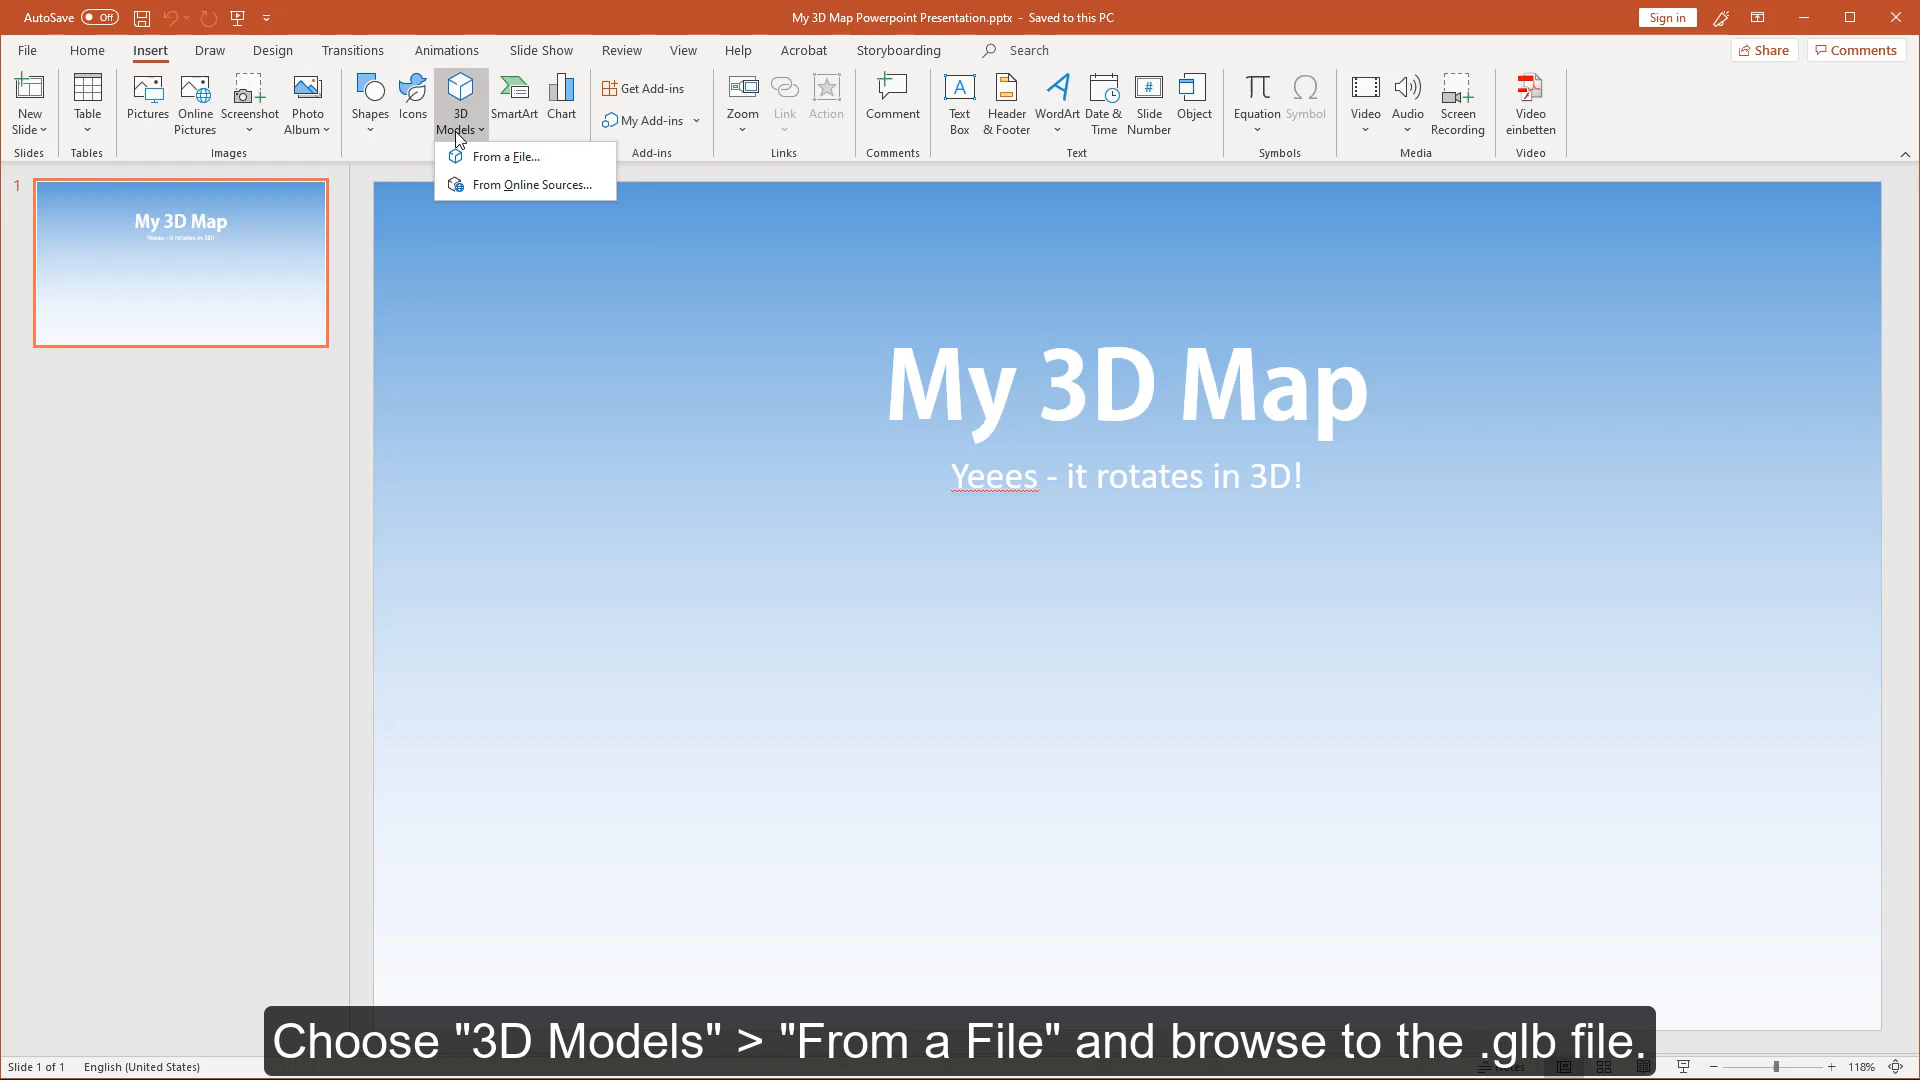 AutoSave Off
My 3D Map Powerpoint Presentation.pptx - Saved to this PC
Sign in
File Home Insert Draw Design Transitions Animations Slide Show Review View Help Acrobat Storyboarding Search
Share Comments
New Slide
Table
Pictures
Online Pictures
Screenshot
Photo Album
Shapes
Icons
3D Models
SmartArt
Chart
Get Add-ins
My Add-ins
Zoom
Link
Action
Comment
Text Box
Header & Footer
WordArt
Date & Time
Slide Number
Object
Equation
Symbol
Video
Audio
Screen Recording
Video einbetten
Slides Tables Images Add-ins Links Comments Text Symbols Media Video
From a File...
From Online Sources...
1
My 3D Map
Yeees - it rotates in 3D!
My 3D Map
Yeees - it rotates in 3D!
Choose "3D Models" > "From a File" and browse to the .glb file.
Slide 1 of 1 English (United States)
118%